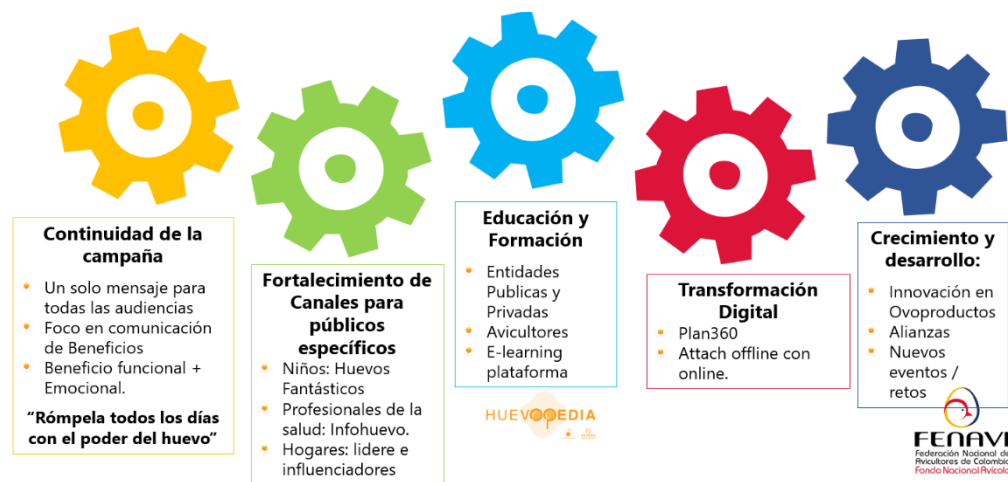 Continuidad de la
campaña
Un solo mensaje para
todas las audiencias
Foco en comunicación
de Beneficios
Beneficio funcional +
Emocional.
“Rómpela todos los días
con el poder del huevo”
Fortalecimiento de
Canales para
públicos
específicos
Niños: Huevos
Fantásticos
Profesionales de la
salud: Infohuevo.
Hogares: lidere e
influenciadores
Educación y
Formación
Entidades
Publicas y
Privadas
Avicultores
E-learning
plataforma
HUEVOPEDIA
Transformación
Digital
Plan360
Attach offline con
online.
Crecimiento y
desarrollo:
Innovación en
Ovoproductos
Alianzas
Nuevos
eventos /
retos
FENAVI
Federación Nacional de
Avicultores de Colombia
Fondo Nacional Avícola